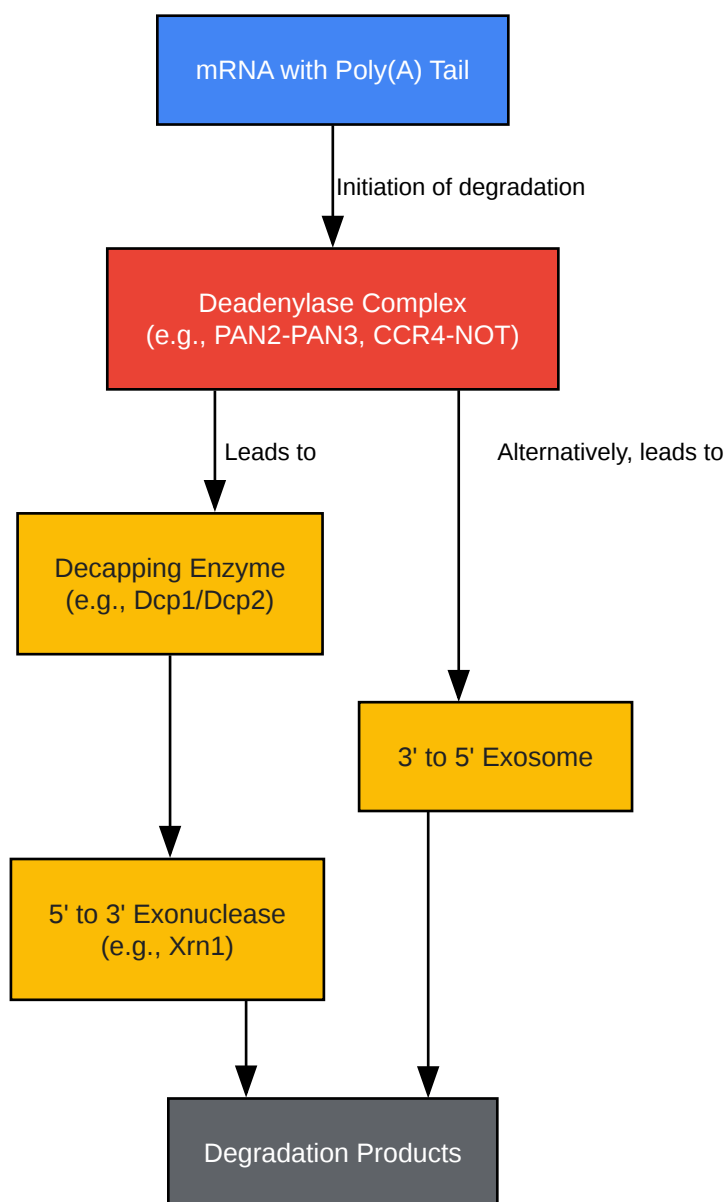 mRNA with Poly(A) Tail
Initiation of degradation
Deadenylase Complex
(e.g., PAN2-PAN3, CCR4-NOT)
Leads to
Alternatively, leads to
Decapping Enzyme
(e.g., Dcp1/Dcp2)
3' to 5' Exosome
5' to 3' Exonuclease
(e.g., Xrn1)
Degradation Products